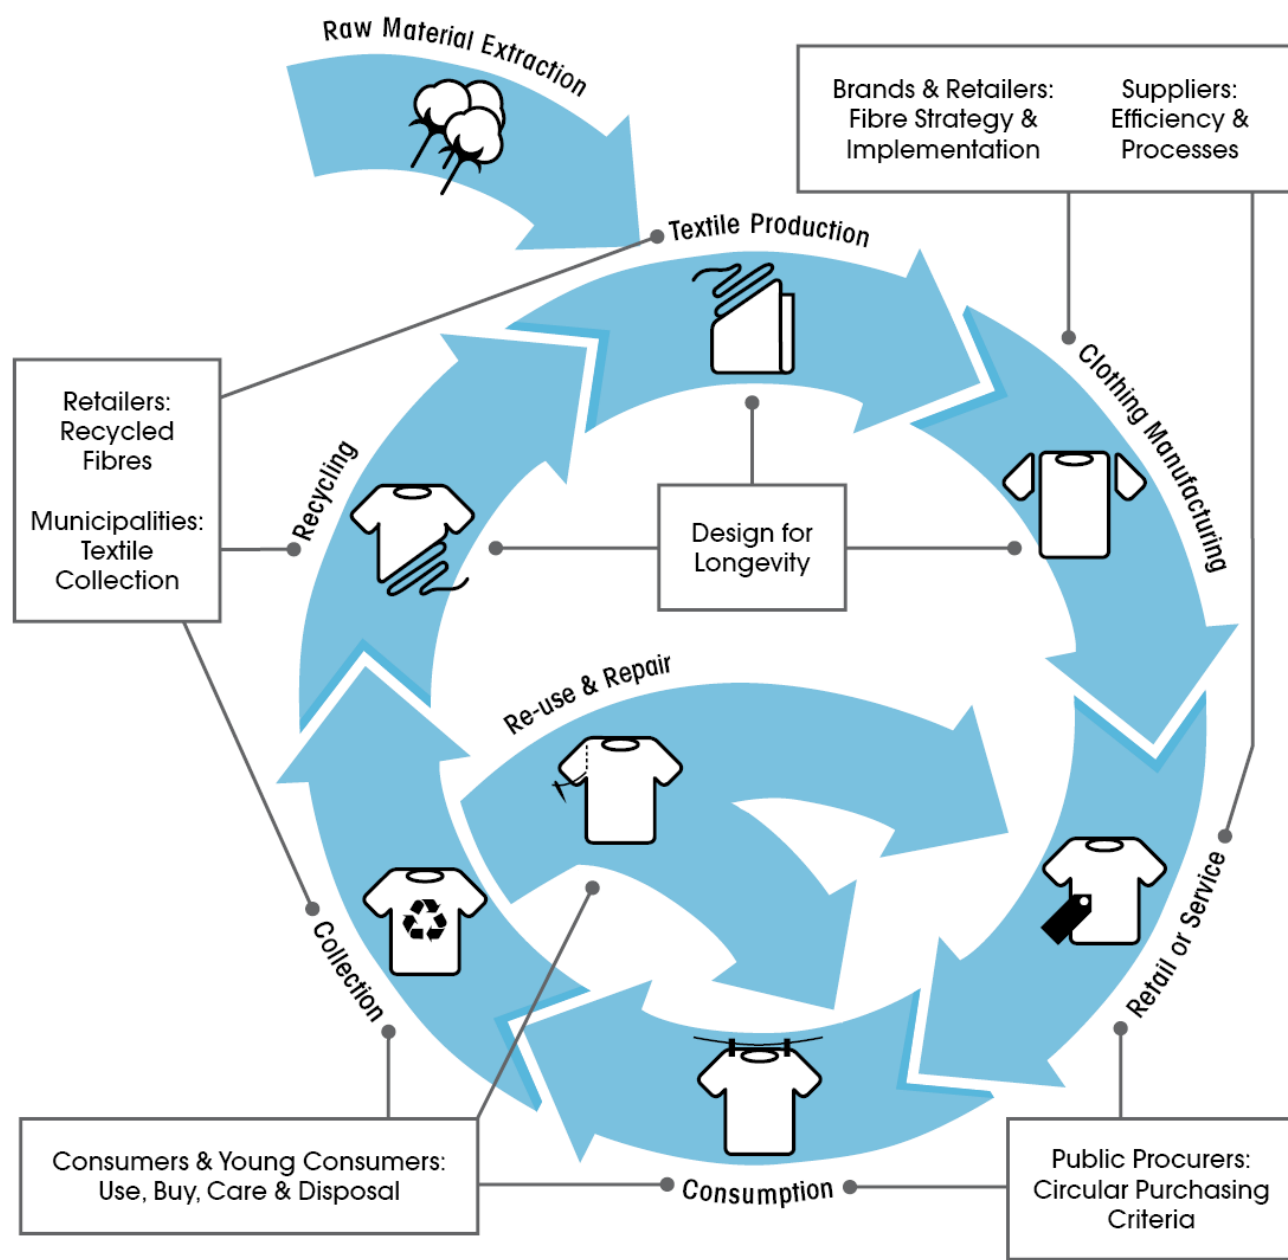 Raw Material Extraction
Brands & Retailers:
Fibre Strategy &
Implementation
Suppliers:
Efficiency &
Processes
Textile Production
Clothing Manufacturing
Retailers:
Recycled
Fibres
Municipalities:
Textile
Collection
Recycling
Design for
Longevity
Re-use & Repair
Retail or Service
Collection
Consumers & Young Consumers:
Use, Buy, Care & Disposal
Consumption
Public Procurers:
Circular Purchasing
Criteria